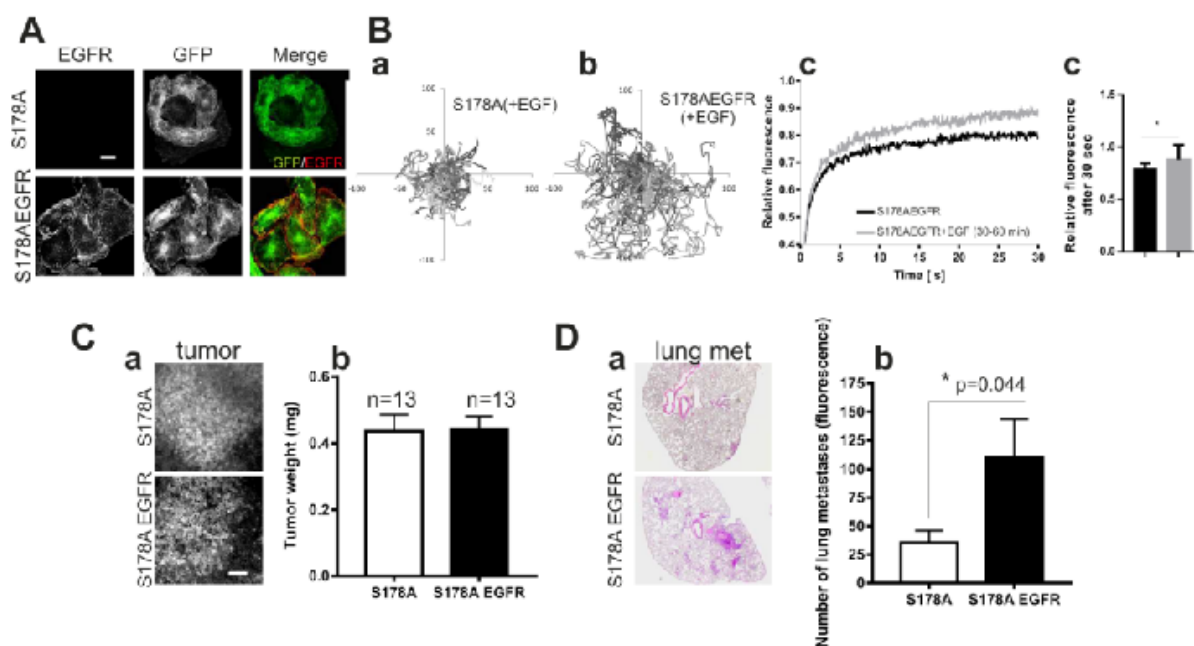 A
EGFR GFP Merge
S178A
GFP/EGFR
S178AEGFR
B
a
S178A(+EGF)
100
50
-100 -50 50 100
-100
b
S178AEGFR
(+EGF)
100
50
-100 -50 100
-100
c
Relative fluorescence
1.0
0.9
0.8
0.7
0.6
0.5
0.4
0 5 10 15 20 25 30
Time [ s]
S178AEGFR
S178AEGFR+EGF (30-60 min)
c
Relative fluorescence
after 30 sec
1.5
1.0
0.5
0.0
*
C
a
tumor
S178A
S178A EGFR
b
Tumor weight (mg)
0.6
0.4
0.2
0.0
n=13 n=13
S178A S178A EGFR
D
a
lung met
S178A
S178A EGFR
b
Number of lung metastases (fluorescence)
175
150
125
100
75
50
25
0
* p=0.044
S178A S178A EGFR